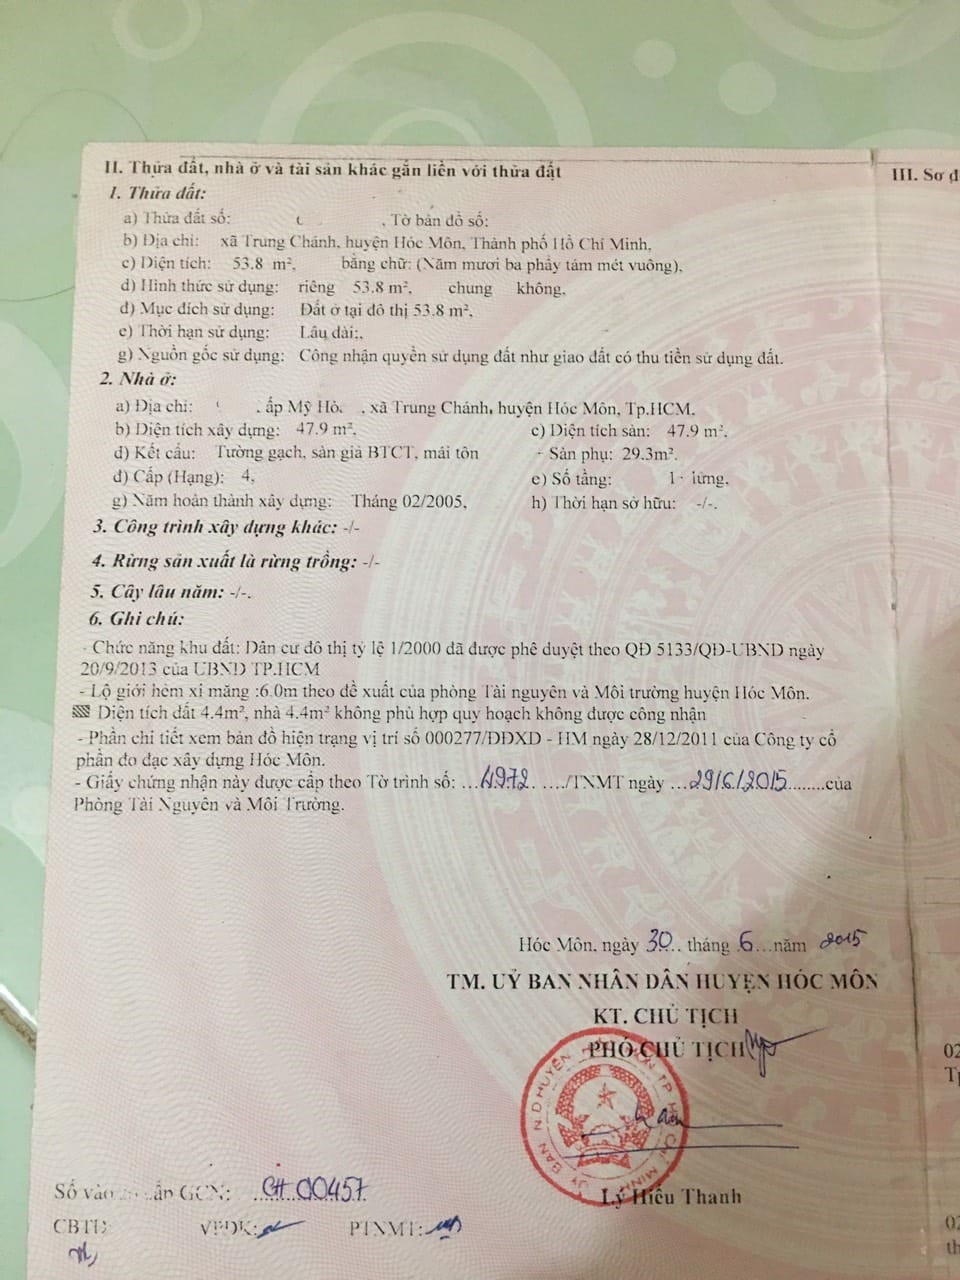 II. Thửa đất, nhà ở và tài sản khác gắn liền với thửa đất
III. Sơ đ
1. Thửa đất:
a) Thửa đất số: , Tờ bản đồ số:
b) Địa chỉ: xã Trung Chánh, huyện Hóc Môn, Thành phố Hồ Chí Minh,
c) Diện tích: 53.8 m², bằng chữ: (Năm mươi ba phẩy tám mét vuông),
d) Hình thức sử dụng: riêng 53.8 m², chung không,
đ) Mục đích sử dụng: Đất ở tại đô thị 53.8 m²,
e) Thời hạn sử dụng: Lâu dài;,
g) Nguồn gốc sử dụng: Công nhận quyền sử dụng đất như giao đất có thu tiền sử dụng đất.
2. Nhà ở:
a) Địa chỉ: , ấp Mỹ , xã Trung Chánh, huyện Hóc Môn, Tp.HCM.
b) Diện tích xây dựng: 47.9 m², c) Diện tích sàn: 47.9 m²,
d) Kết cấu: Tường gạch, sàn giả BTCT, mái tôn - Sàn phụ: 29.3m².
đ) Cấp (Hạng): 4, e) Số tầng: 1
g) Năm hoàn thành xây dựng: Tháng 02/2005, h) Thời hạn sở hữu: -/-.
3. Công trình xây dựng khác: -/-
4. Rừng sản xuất là rừng trồng: -/-
5. Cây lâu năm: -/-.
6. Ghi chú:
- Chức năng khu đất: Dân cư đô thị tỷ lệ 1/2000 đã được phê duyệt theo QĐ 5133/QĐ-UBND ngày
20/9/2013 của UBND TP.HCM
- Lộ giới hẻm xi măng :6.0m theo đề xuất của phòng Tài nguyên và Môi trường huyện Hóc Môn.
Diện tích đất 4.4m², nhà 4.4m² không phù hợp quy hoạch không được công nhận
- Phần chi tiết xem bản đồ hiện trạng vị trí số 000277/ĐĐXD - HM ngày 28/12/2011 của Công ty cổ
phần đo đạc xây dựng Hóc Môn.
- Giấy chứng nhận này được cấp theo Tờ trình số: ...4972. ..../TNMT ngày ...29/6/2015........của
Phòng Tài Nguyên và Môi Trường.
Hóc Môn, ngày 30.. tháng 6...năm 2015
TM. UỶ BAN NHÂN DÂN HUYỆN HÓC MÔN
KT. CHỦ TỊCH
PHÓ CHỦ TỊCH
02
Tp
Lý Hiếu Thanh
Số vào cấp GCN: CH 00457
CBTĐ: VPĐK: PTNMT:
02
th